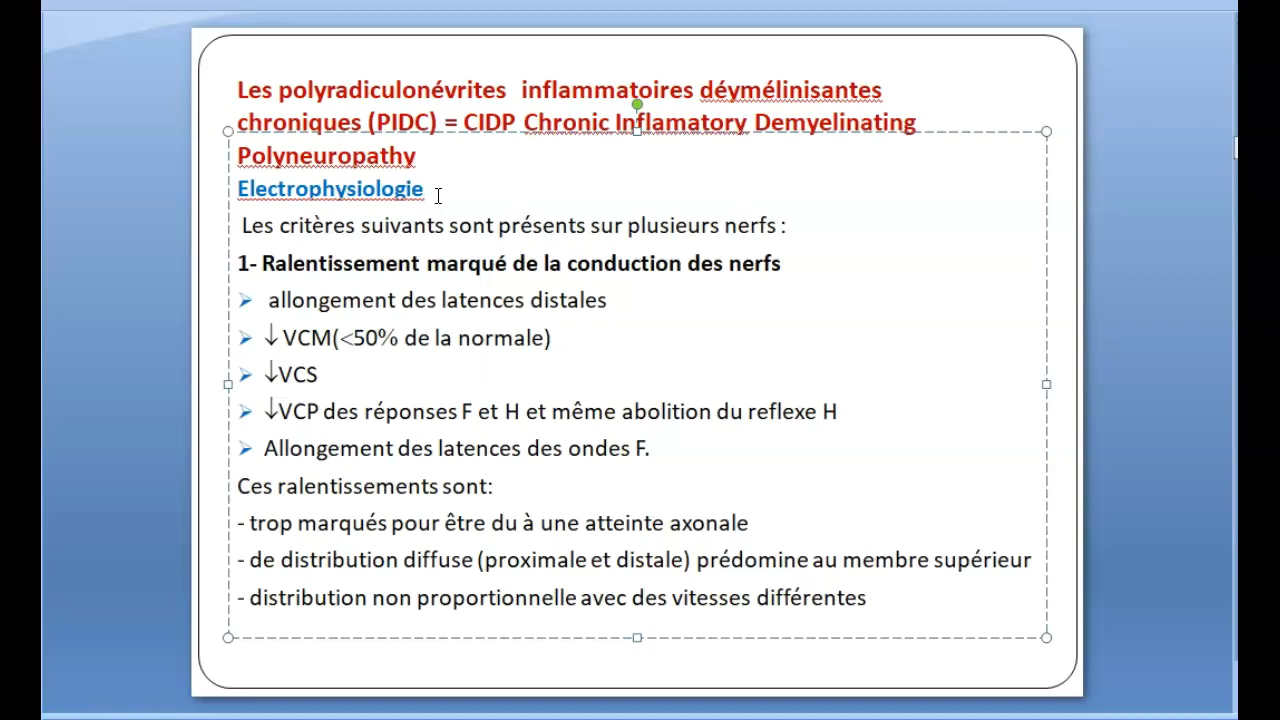 Les polyradiculonévrites inflammatoires déymélinisantes
chroniques (PIDC) = CIDP Chronic Inflamatory Demyelinating
Polyneuropathy
Electrophysiologie
Les critères suivants sont présents sur plusieurs nerfs :
1- Ralentissement marqué de la conduction des nerfs
➢ allongement des latences distales
➢ ↓ VCM(<50% de la normale)
➢ ↓VCS
➢ ↓VCP des réponses F et H et même abolition du reflexe H
➢ Allongement des latences des ondes F.
Ces ralentissements sont:
- trop marqués pour être du à une atteinte axonale
- de distribution diffuse (proximale et distale) prédomine au membre supérieur
- distribution non proportionnelle avec des vitesses différentes